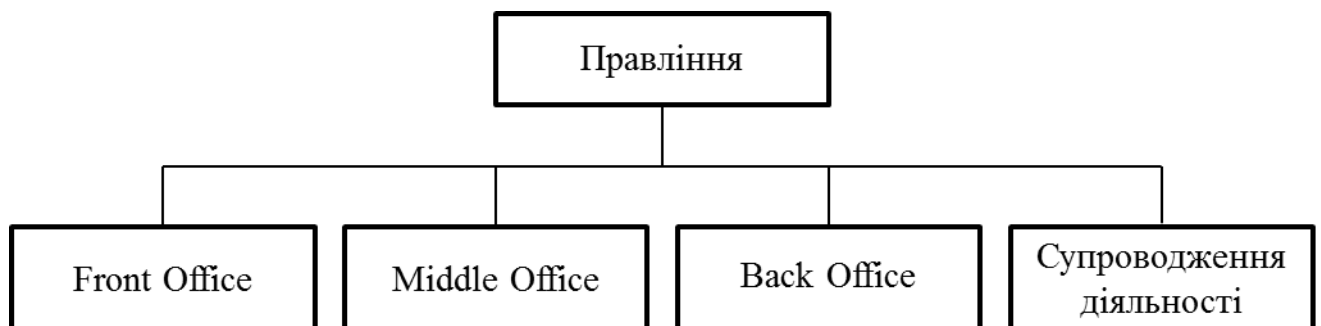 Правління
Front Office
Middle Office
Back Office
Супроводження
діяльності